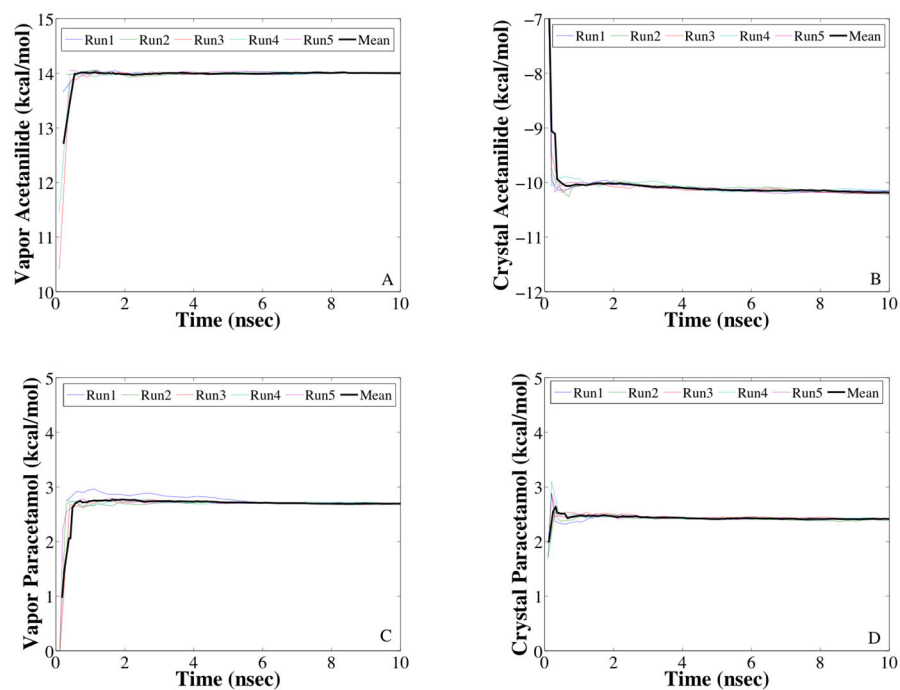 Vapor Acetanilide (kcal/mol)
15
14
13
12
11
10
Run1 Run2 Run3 Run4 Run5 Mean
A
0 2 4 6 8 10
Time (nsec)
Crystal Acetanilide (kcal/mol)
−7
−8
−9
−10
−11
−12
Run1 Run2 Run3 Run4 Run5 Mean
B
0 2 4 6 8 10
Time (nsec)
Vapor Paracetamol (kcal/mol)
5
4
3
2
1
0
Run1 Run2 Run3 Run4 Run5 Mean
C
0 2 4 6 8 10
Time (nsec)
Crystal Paracetamol (kcal/mol)
5
4
3
2
1
0
Run1 Run2 Run3 Run4 Run5 Mean
D
0 2 4 6 8 10
Time (nsec)